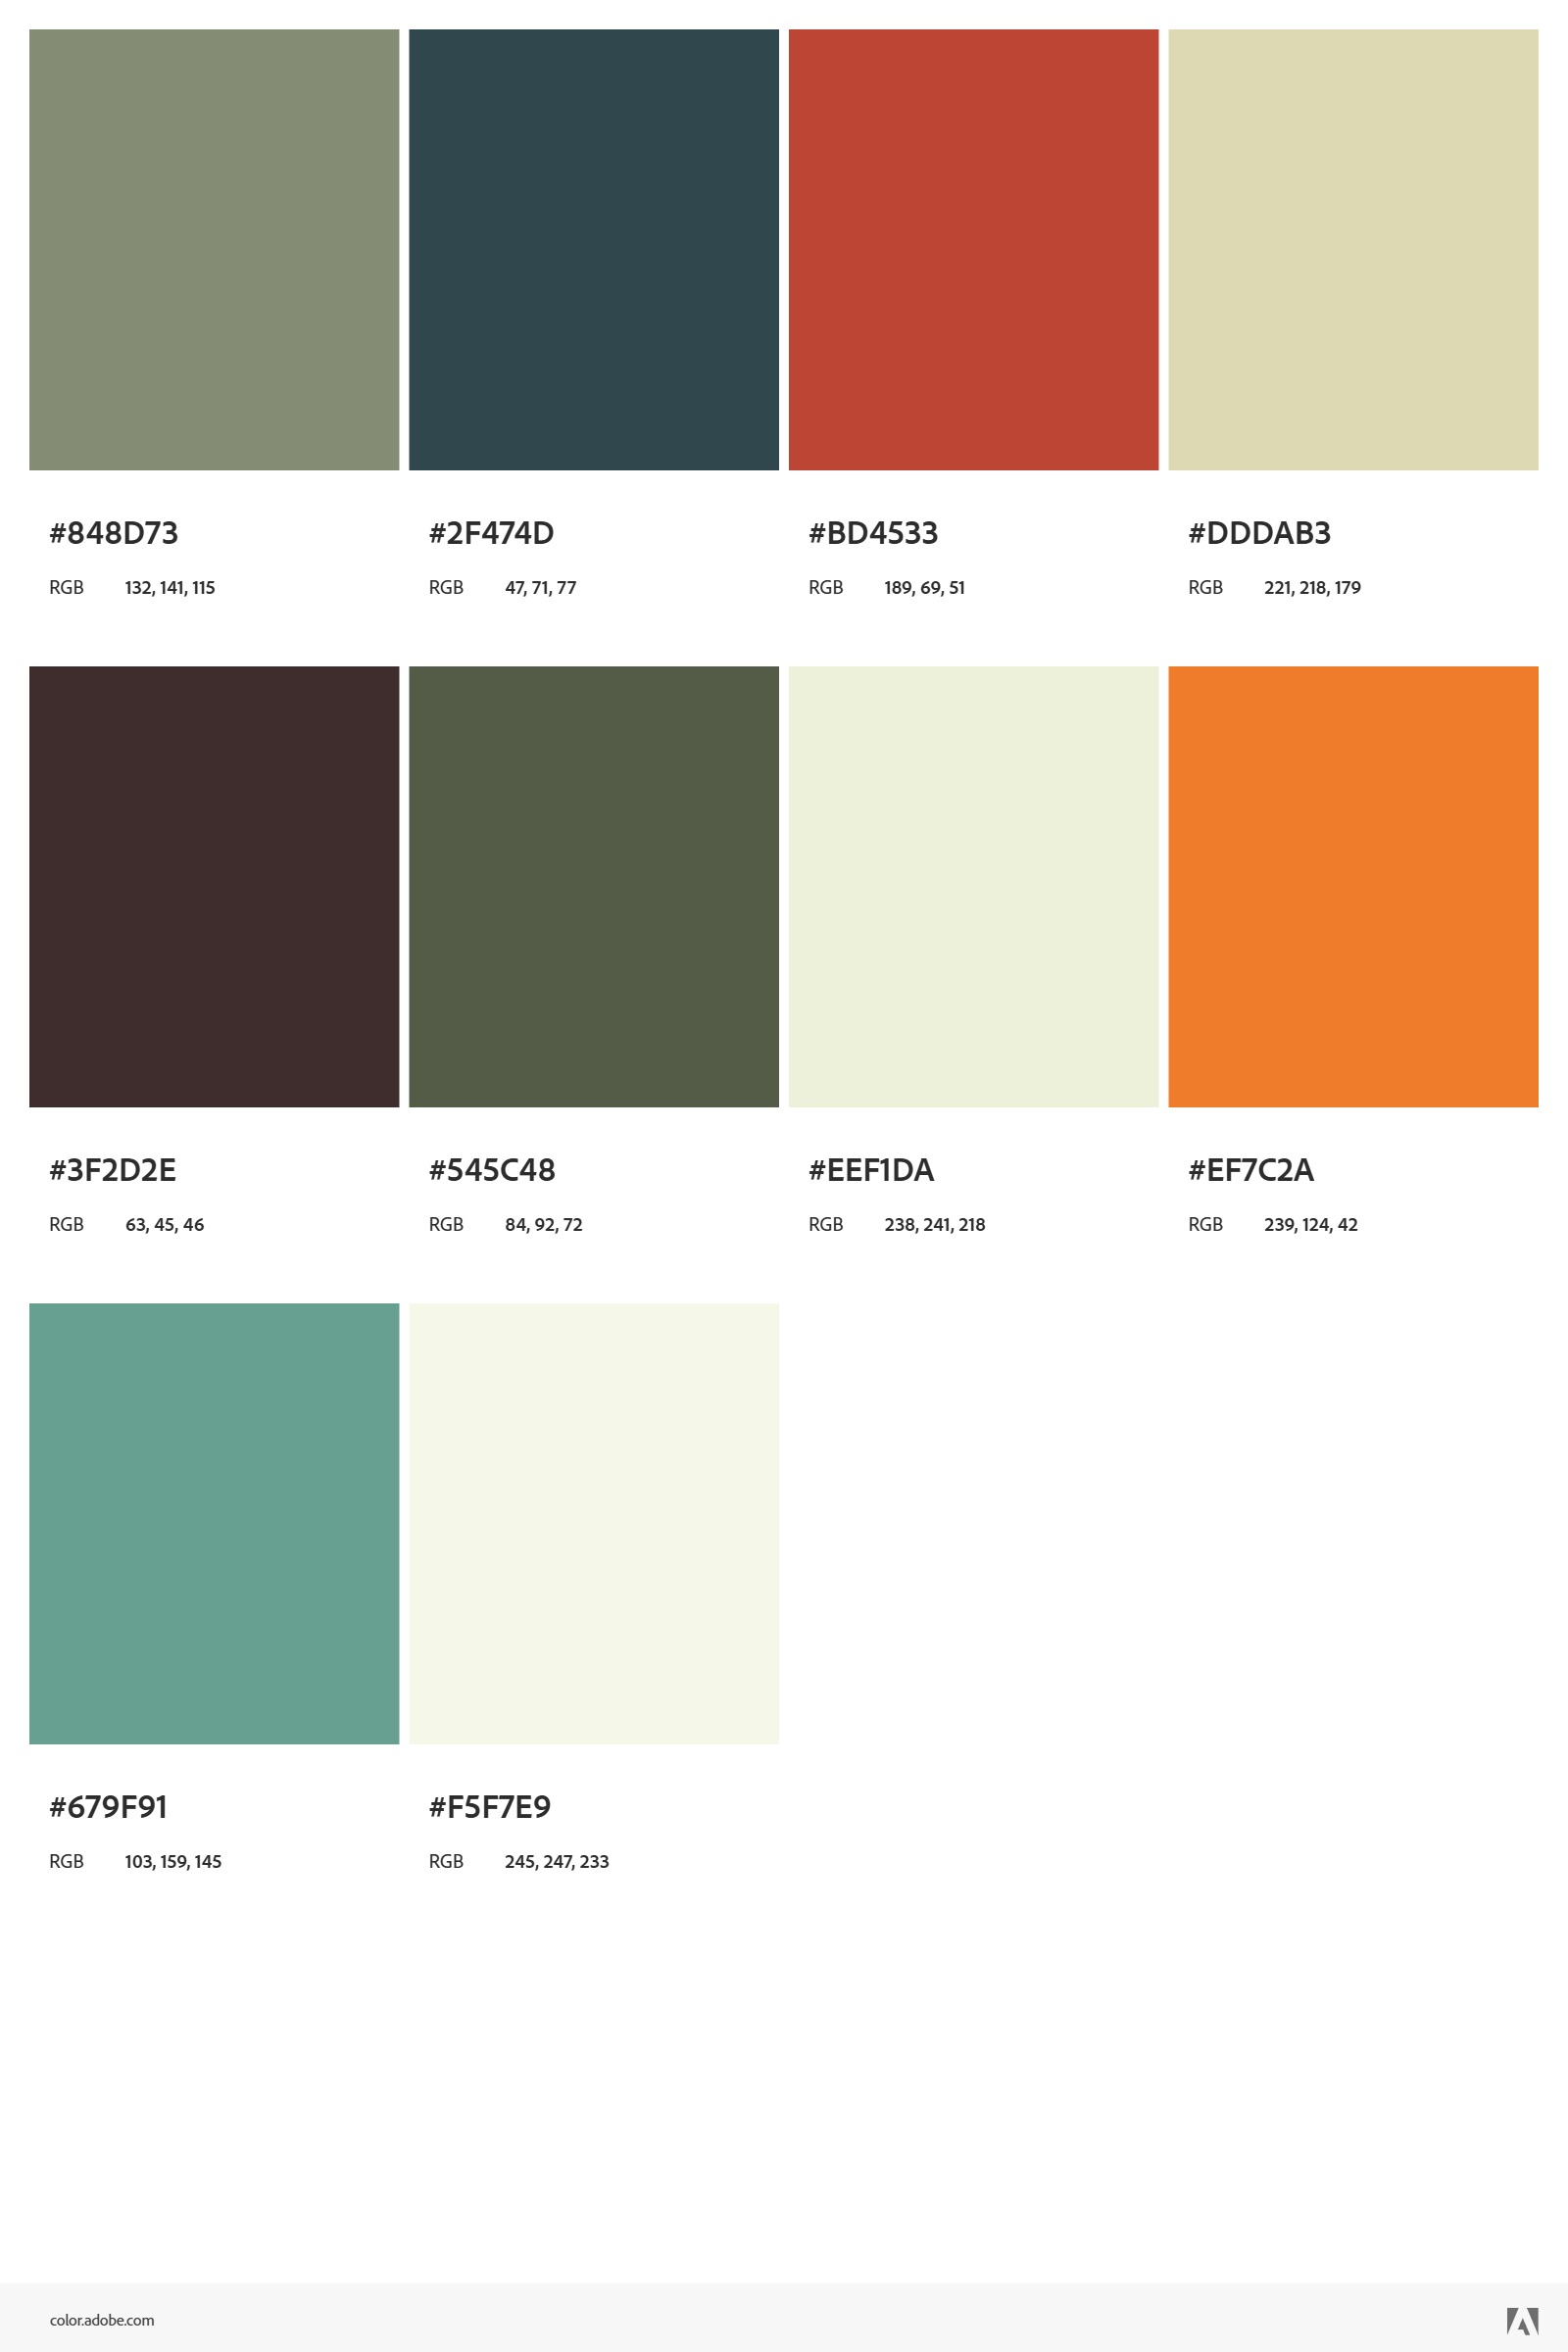 #848D73
RGB 132, 141, 115
#2F474D
RGB 47, 71, 77
#BD4533
RGB 189, 69, 51
#DDDAB3
RGB 221, 218, 179
#3F2D2E
RGB 63, 45, 46
#545C48
RGB 84, 92, 72
#EEF1DA
RGB 238, 241, 218
#EF7C2A
RGB 239, 124, 42
#679F91
RGB 103, 159, 145
#F5F7E9
RGB 245, 247, 233
color.adobe.com